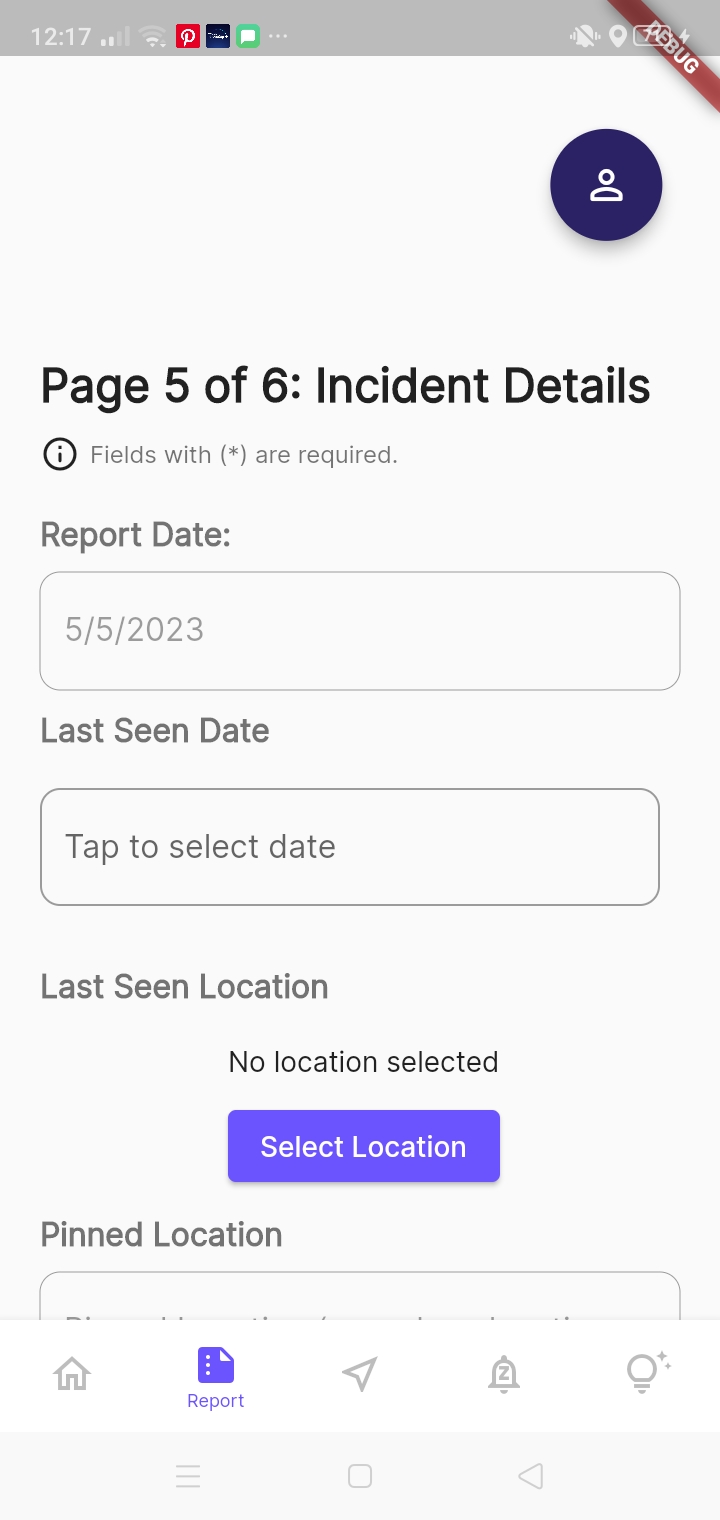 12:17
DEBUG
Page 5 of 6: Incident Details
Fields with (*) are required.
Report Date:
5/5/2023
Last Seen Date
Tap to select date
Last Seen Location
No location selected
Select Location
Pinned Location
Report